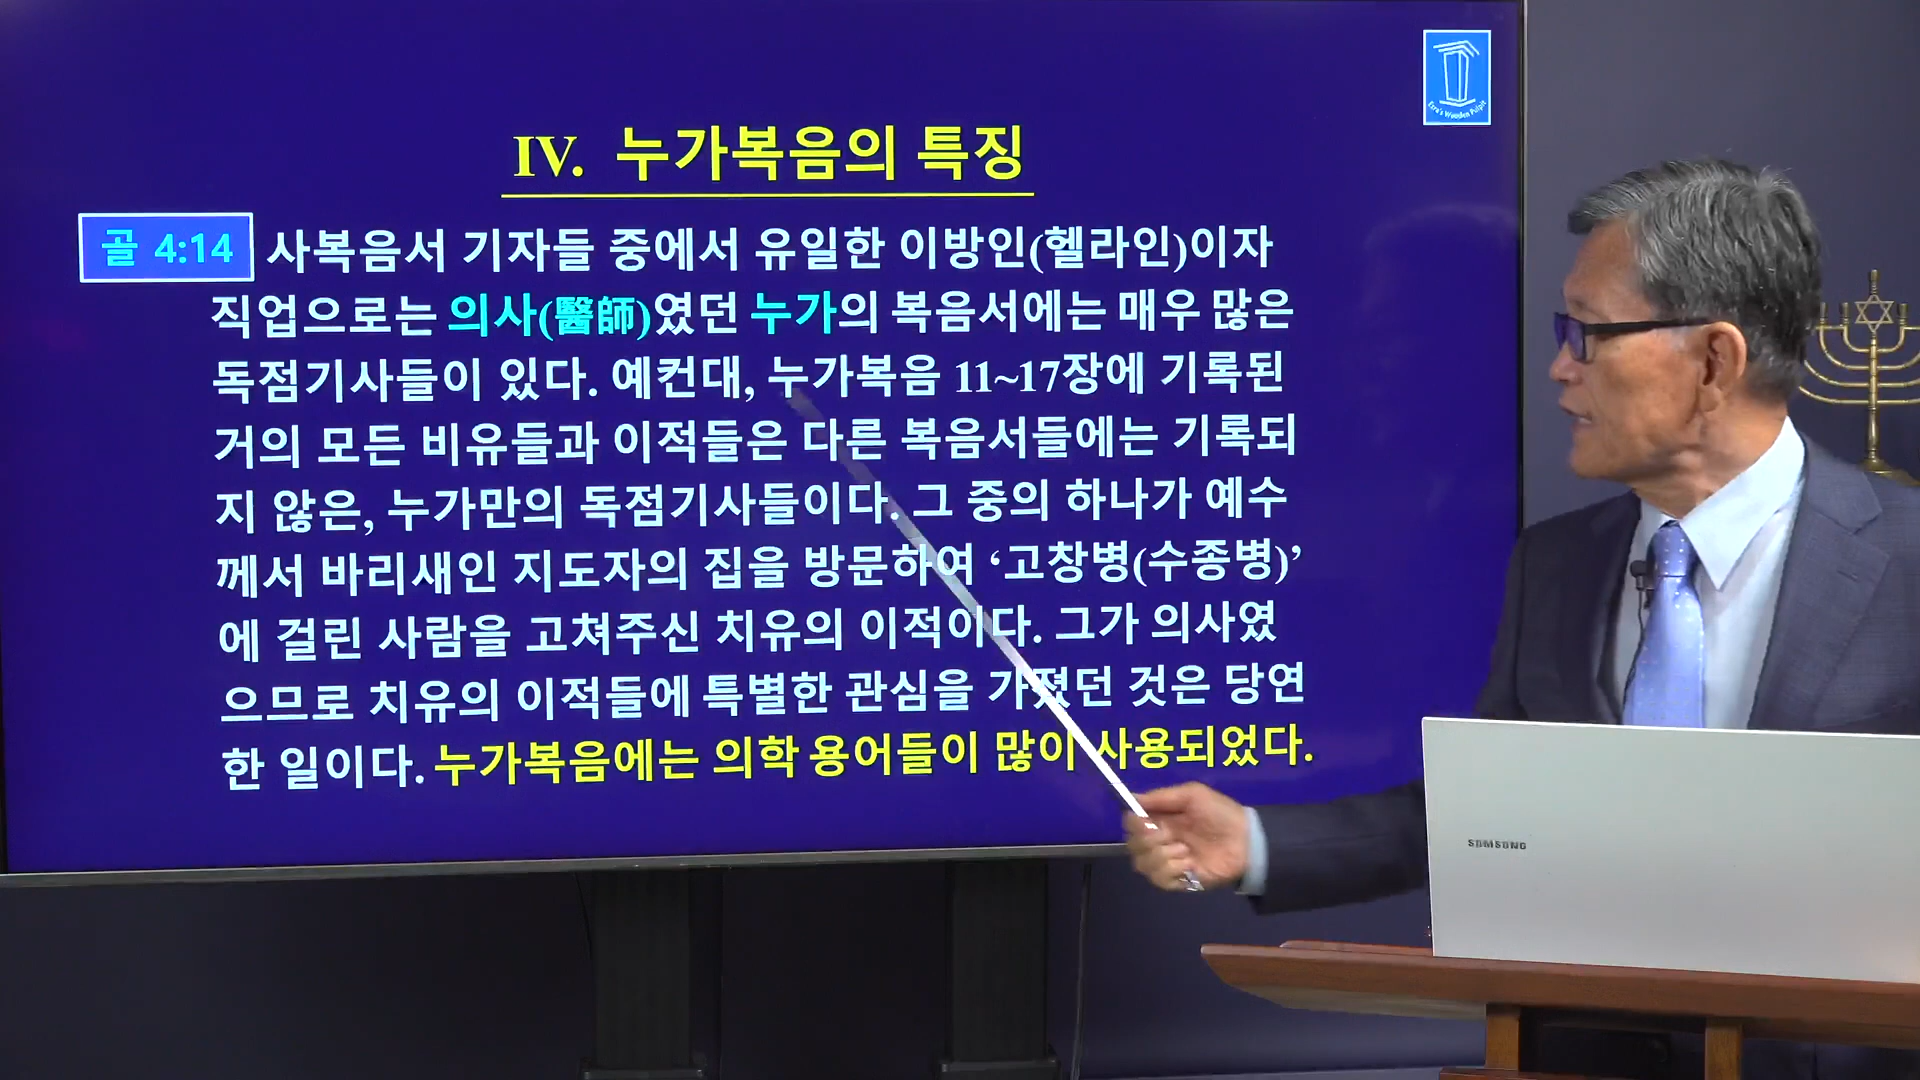 Ezra's Wooden Pulpit
IV. 누가복음의 특징
골 4:14
사복음서 기자들 중에서 유일한 이방인(헬라인)이자
직업으로는 의사(醫師)였던 누가의 복음서에는 매우 많은
독점기사들이 있다. 예컨대, 누가복음 11~17장에 기록된
거의 모든 비유들과 이적들은 다른 복음서들에는 기록되
지 않은, 누가만의 독점기사들이다. 그 중의 하나가 예수
께서 바리새인 지도자의 집을 방문하여 ‘고창병(수종병)’
에 걸린 사람을 고쳐주신 치유의 이적이다. 그가 의사였
으므로 치유의 이적들에 특별한 관심을 가졌던 것은 당연
한 일이다. 누가복음에는 의학 용어들이 많이 사용되었다.
SAMSUNG